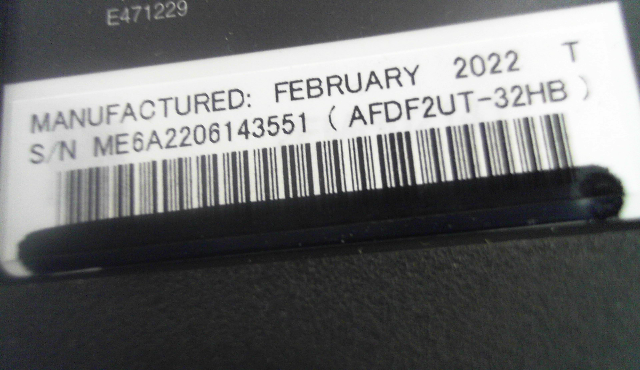 E471229
MANUFACTURED: FEBRUARY 2022 T
S/N ME6A2206143551 ( AFDF2UT-32HB )